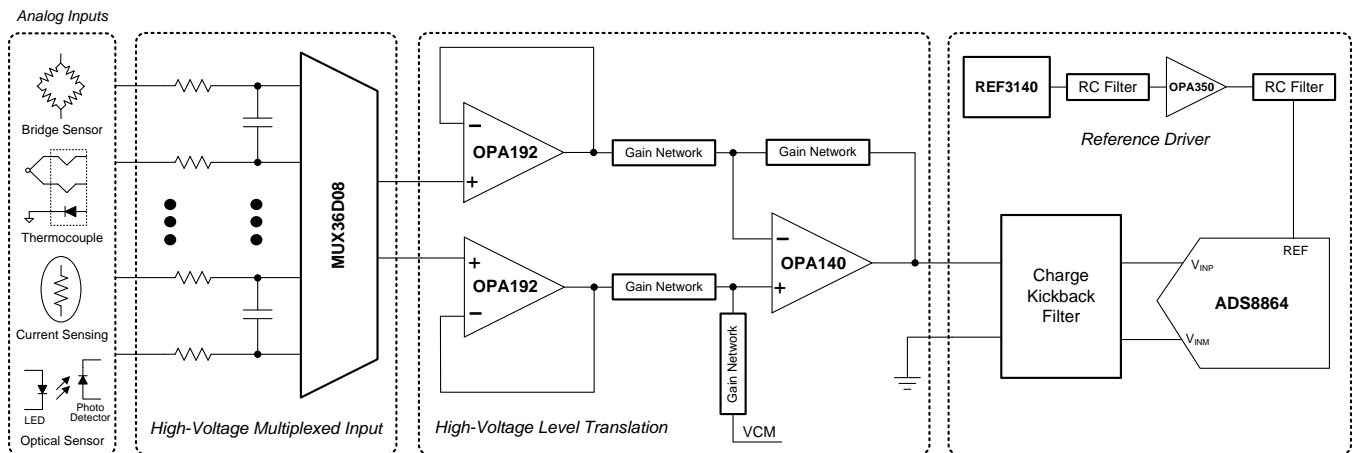 Analog Inputs
Bridge Sensor
Thermocouple
Current Sensing
LED
Photo
Detector
Optical Sensor
MUX36D08
High-Voltage Multiplexed Input
OPA192
Gain Network
Gain Network
OPA140
OPA192
Gain Network
Gain Network
VCM
High-Voltage Level Translation
REF3140
RC Filter
OPA350
RC Filter
Reference Driver
Charge
Kickback
Filter
REF
VINP
ADS8864
VINM